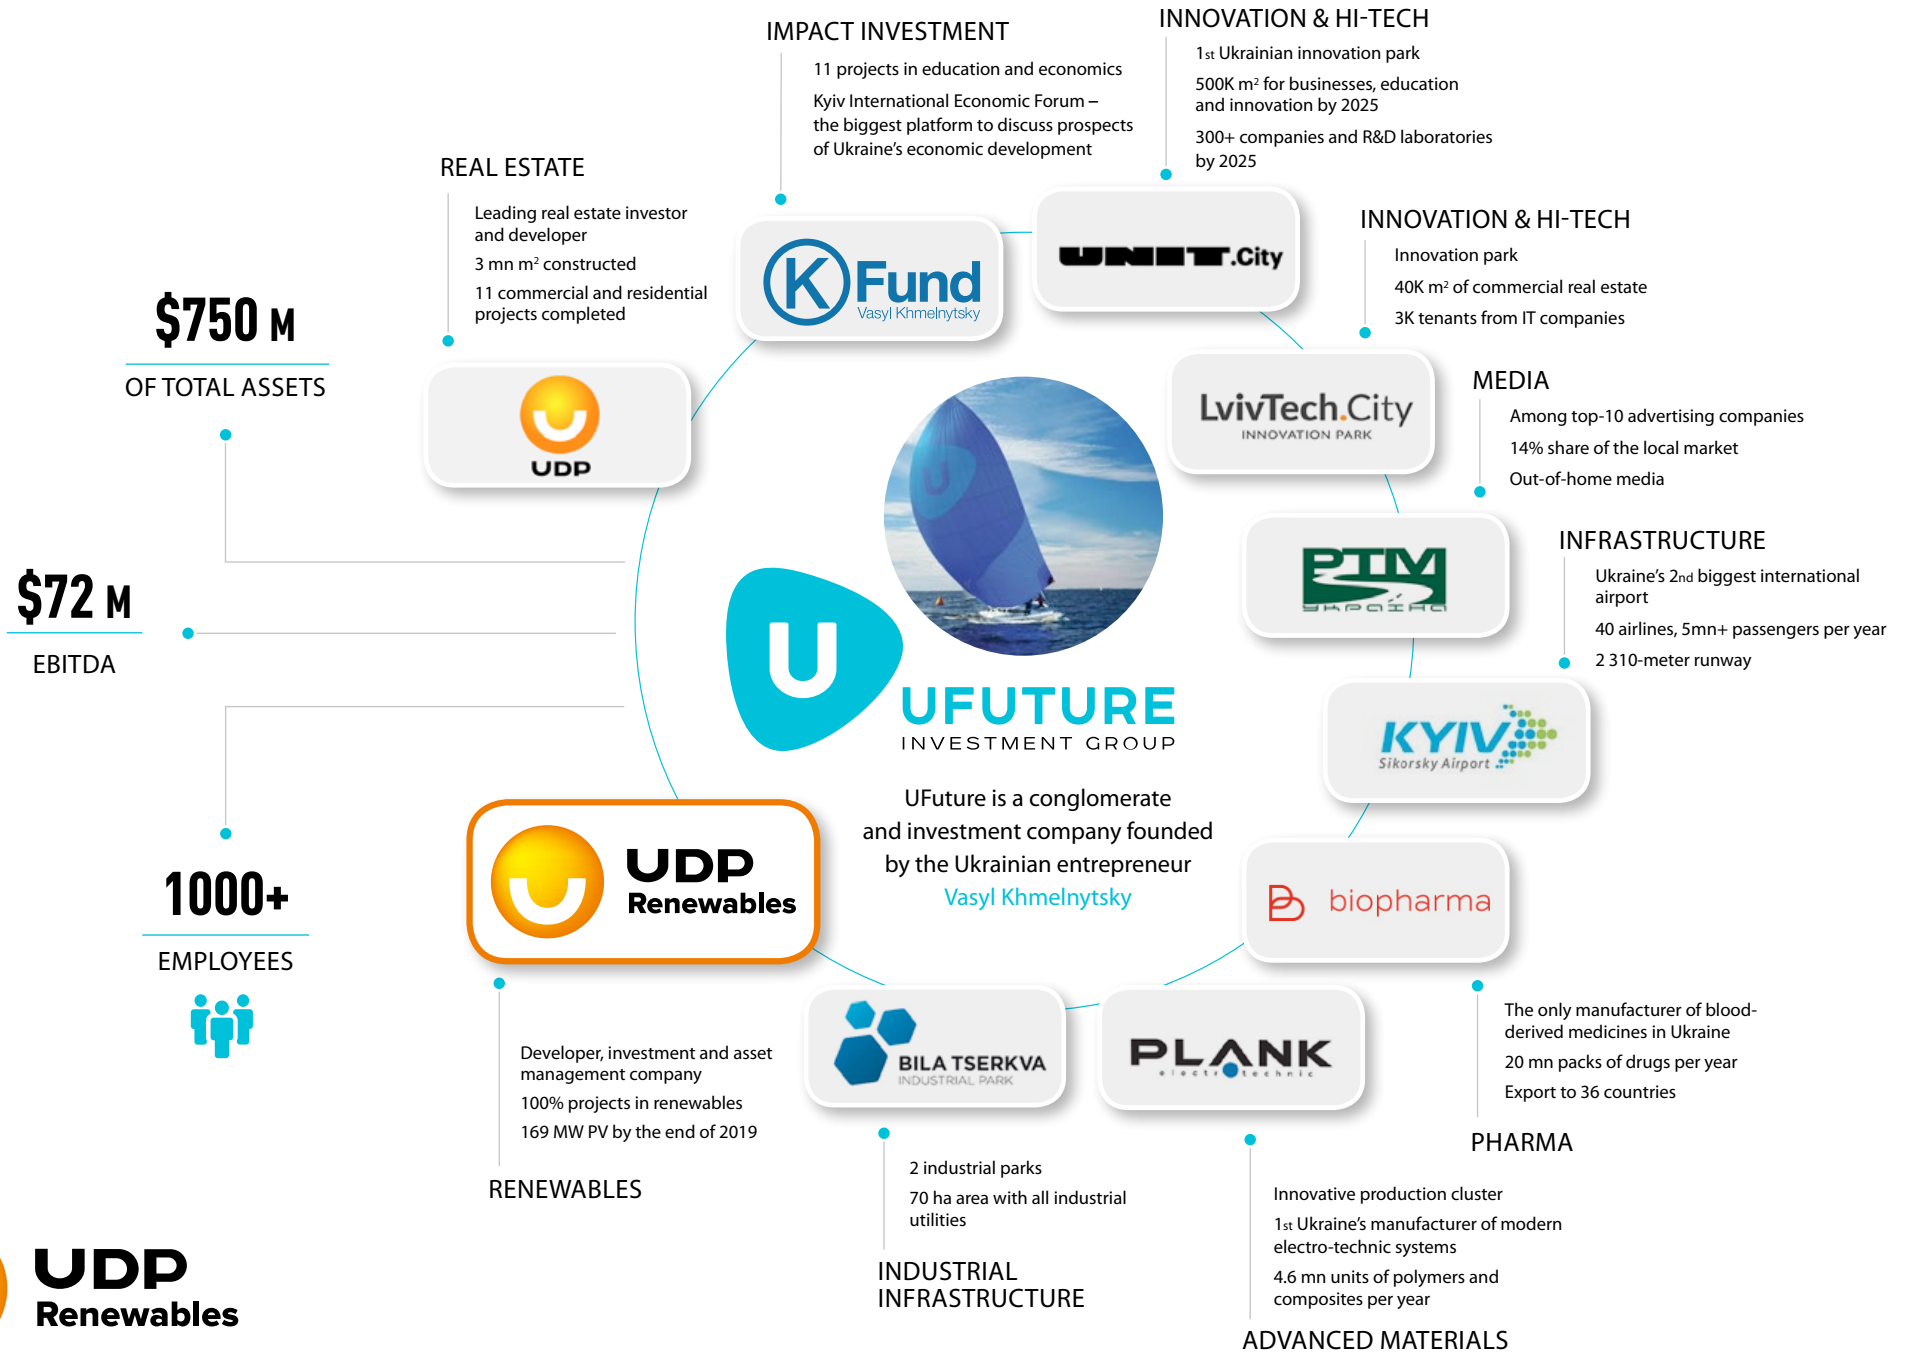 IMPACT INVESTMENT
11 projects in education and economics
Kyiv International Economic Forum –
the biggest platform to discuss prospects
of Ukraine's economic development
INNOVATION & HI-TECH
1st Ukrainian innovation park
500K m² for businesses, education
and innovation by 2025
300+ companies and R&D laboratories
by 2025
REAL ESTATE
Leading real estate investor
and developer
3 mn m² constructed
11 commercial and residential
projects completed
INNOVATION & HI-TECH
Innovation park
40K m² of commercial real estate
3K tenants from IT companies
K Fund
Vasyl Khmelnytsky
UNIT.City
$750 M
OF TOTAL ASSETS
UDP
LvivTech.City
INNOVATION PARK
MEDIA
Among top-10 advertising companies
14% share of the local market
Out-of-home media
U
PTM
УКРАЇНА
INFRASTRUCTURE
Ukraine's 2nd biggest international
airport
40 airlines, 5mn+ passengers per year
2 310-meter runway
$72 M
EBITDA
U
UFUTURE
INVESTMENT GROUP
KYIV
Sikorsky Airport
UFuture is a conglomerate
and investment company founded
by the Ukrainian entrepreneur
Vasyl Khmelnytsky
1000+
EMPLOYEES
UDP
Renewables
biopharma
Developer, investment and asset
management company
100% projects in renewables
169 MW PV by the end of 2019
RENEWABLES
BILA TSERKVA
INDUSTRIAL PARK
PLANK
electrotechnic
The only manufacturer of blood-
derived medicines in Ukraine
20 mn packs of drugs per year
Export to 36 countries
PHARMA
2 industrial parks
70 ha area with all industrial
utilities
INDUSTRIAL
INFRASTRUCTURE
Innovative production cluster
1st Ukraine's manufacturer of modern
electro-technic systems
4.6 mn units of polymers and
composites per year
ADVANCED MATERIALS
UDP
Renewables